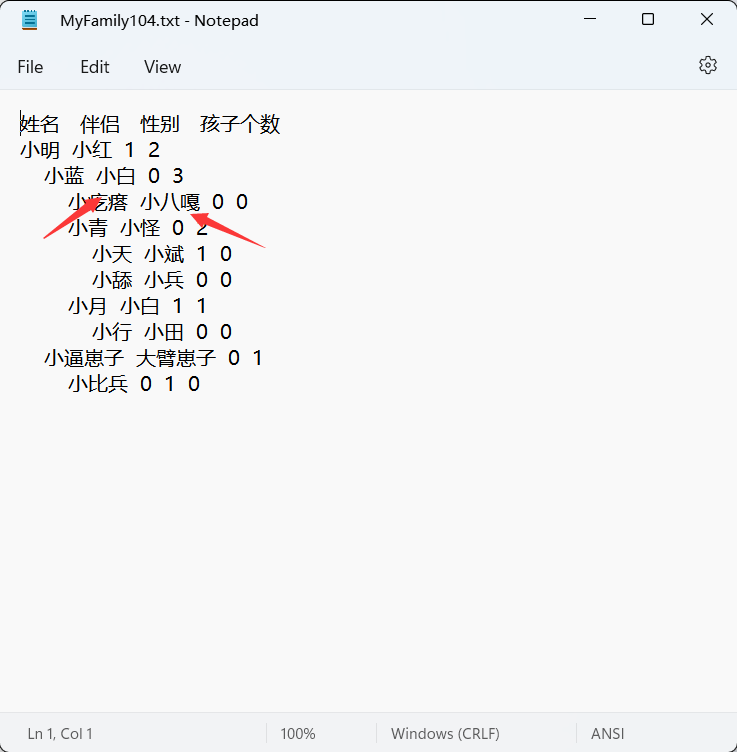 MyFamily104.txt - Notepad
File Edit View
姓名 伴侣 性别 孩子个数
小明 小红 1 2
小蓝 小白 0 3
小疙瘩 小八嘎 0 0
小青 小怪 0 2
小天 小斌 1 0
小舔 小兵 0 0
小月 小白 1 1
小行 小田 0 0
小逼崽子 大臂崽子 0 1
小比兵 0 1 0
Ln 1, Col 1 100% Windows (CRLF) ANSI